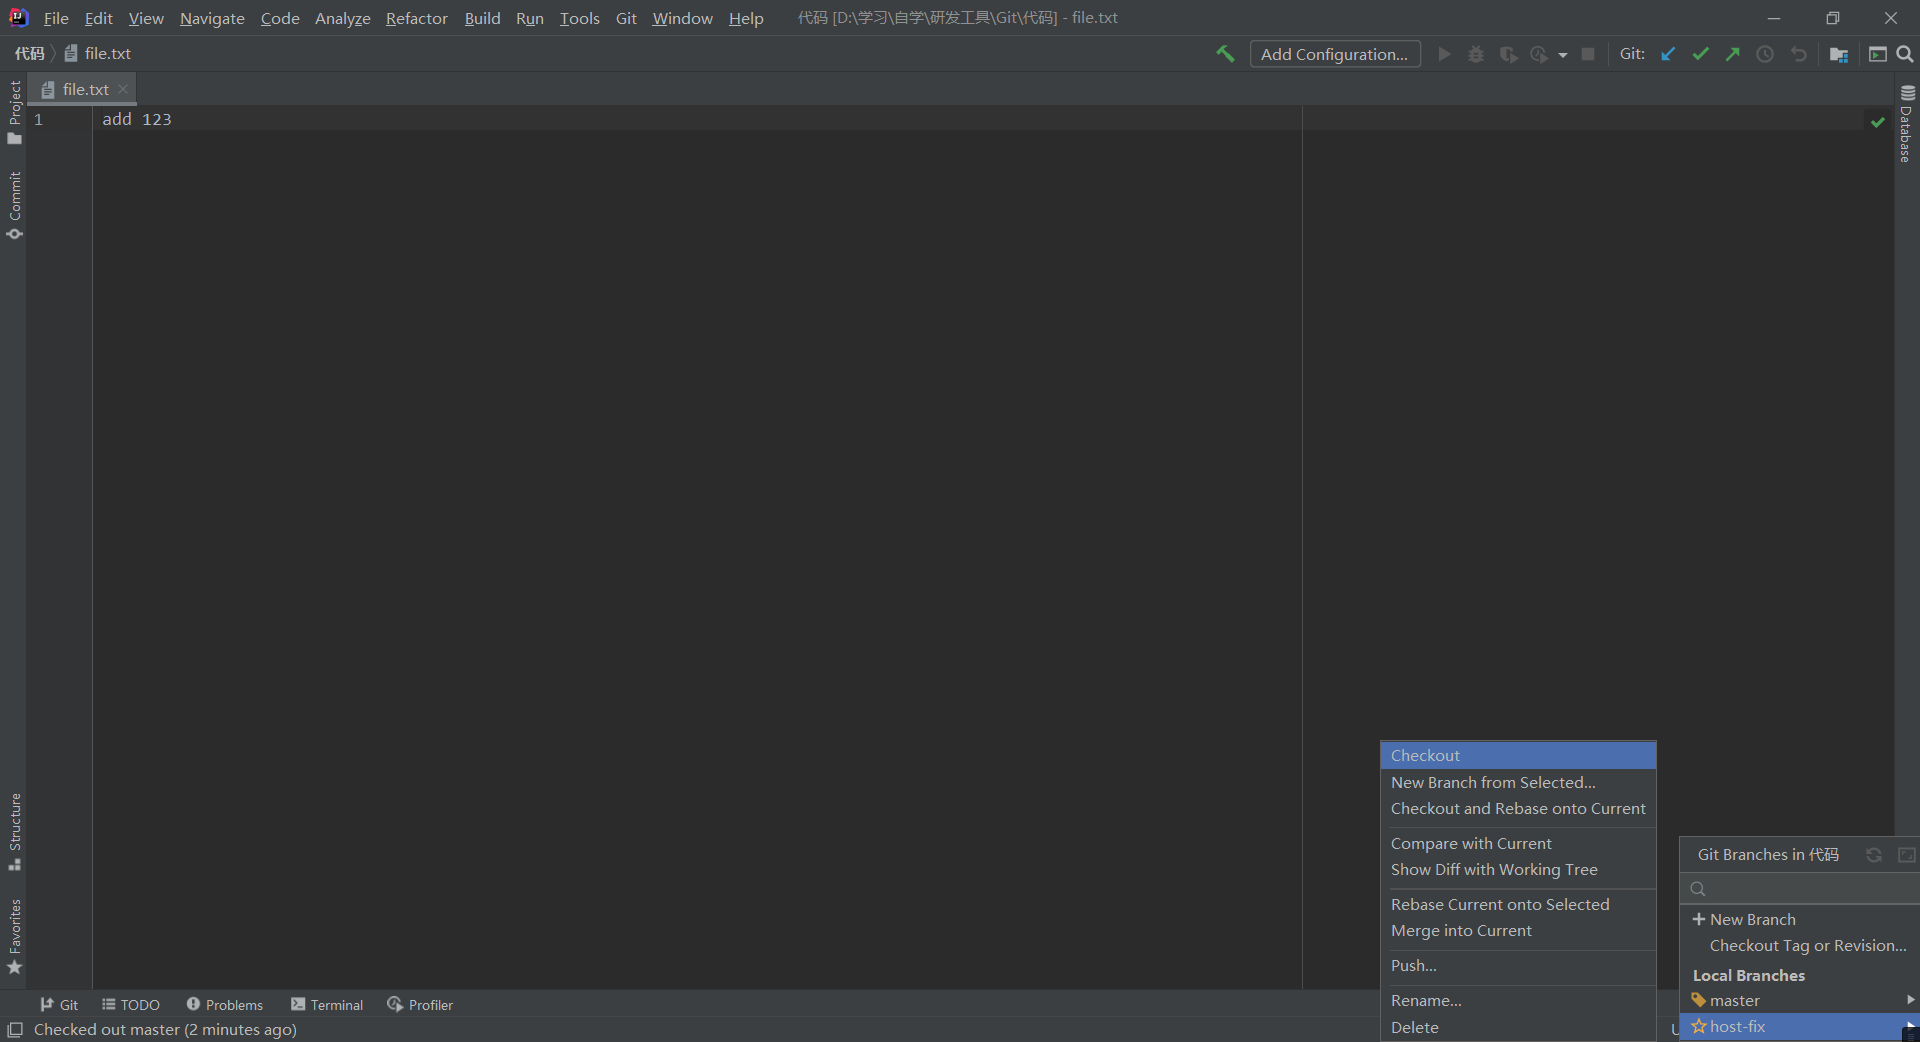 File Edit View Navigate Code Analyze Refactor Build Run Tools Git Window Help 代码 [D:\学习\自学\研发工具\Git\代码] - file.txt
代码 file.txt Add Configuration... Git:
file.txt
Project
Commit
Structure
Favorites
Database
1 add 123
Checkout
New Branch from Selected...
Checkout and Rebase onto Current
Compare with Current
Show Diff with Working Tree
Rebase Current onto Selected
Merge into Current
Push...
Rename...
Delete
Git Branches in 代码
New Branch
Checkout Tag or Revision...
Local Branches
master
host-fix
Git TODO Problems Terminal Profiler
Checked out master (2 minutes ago)